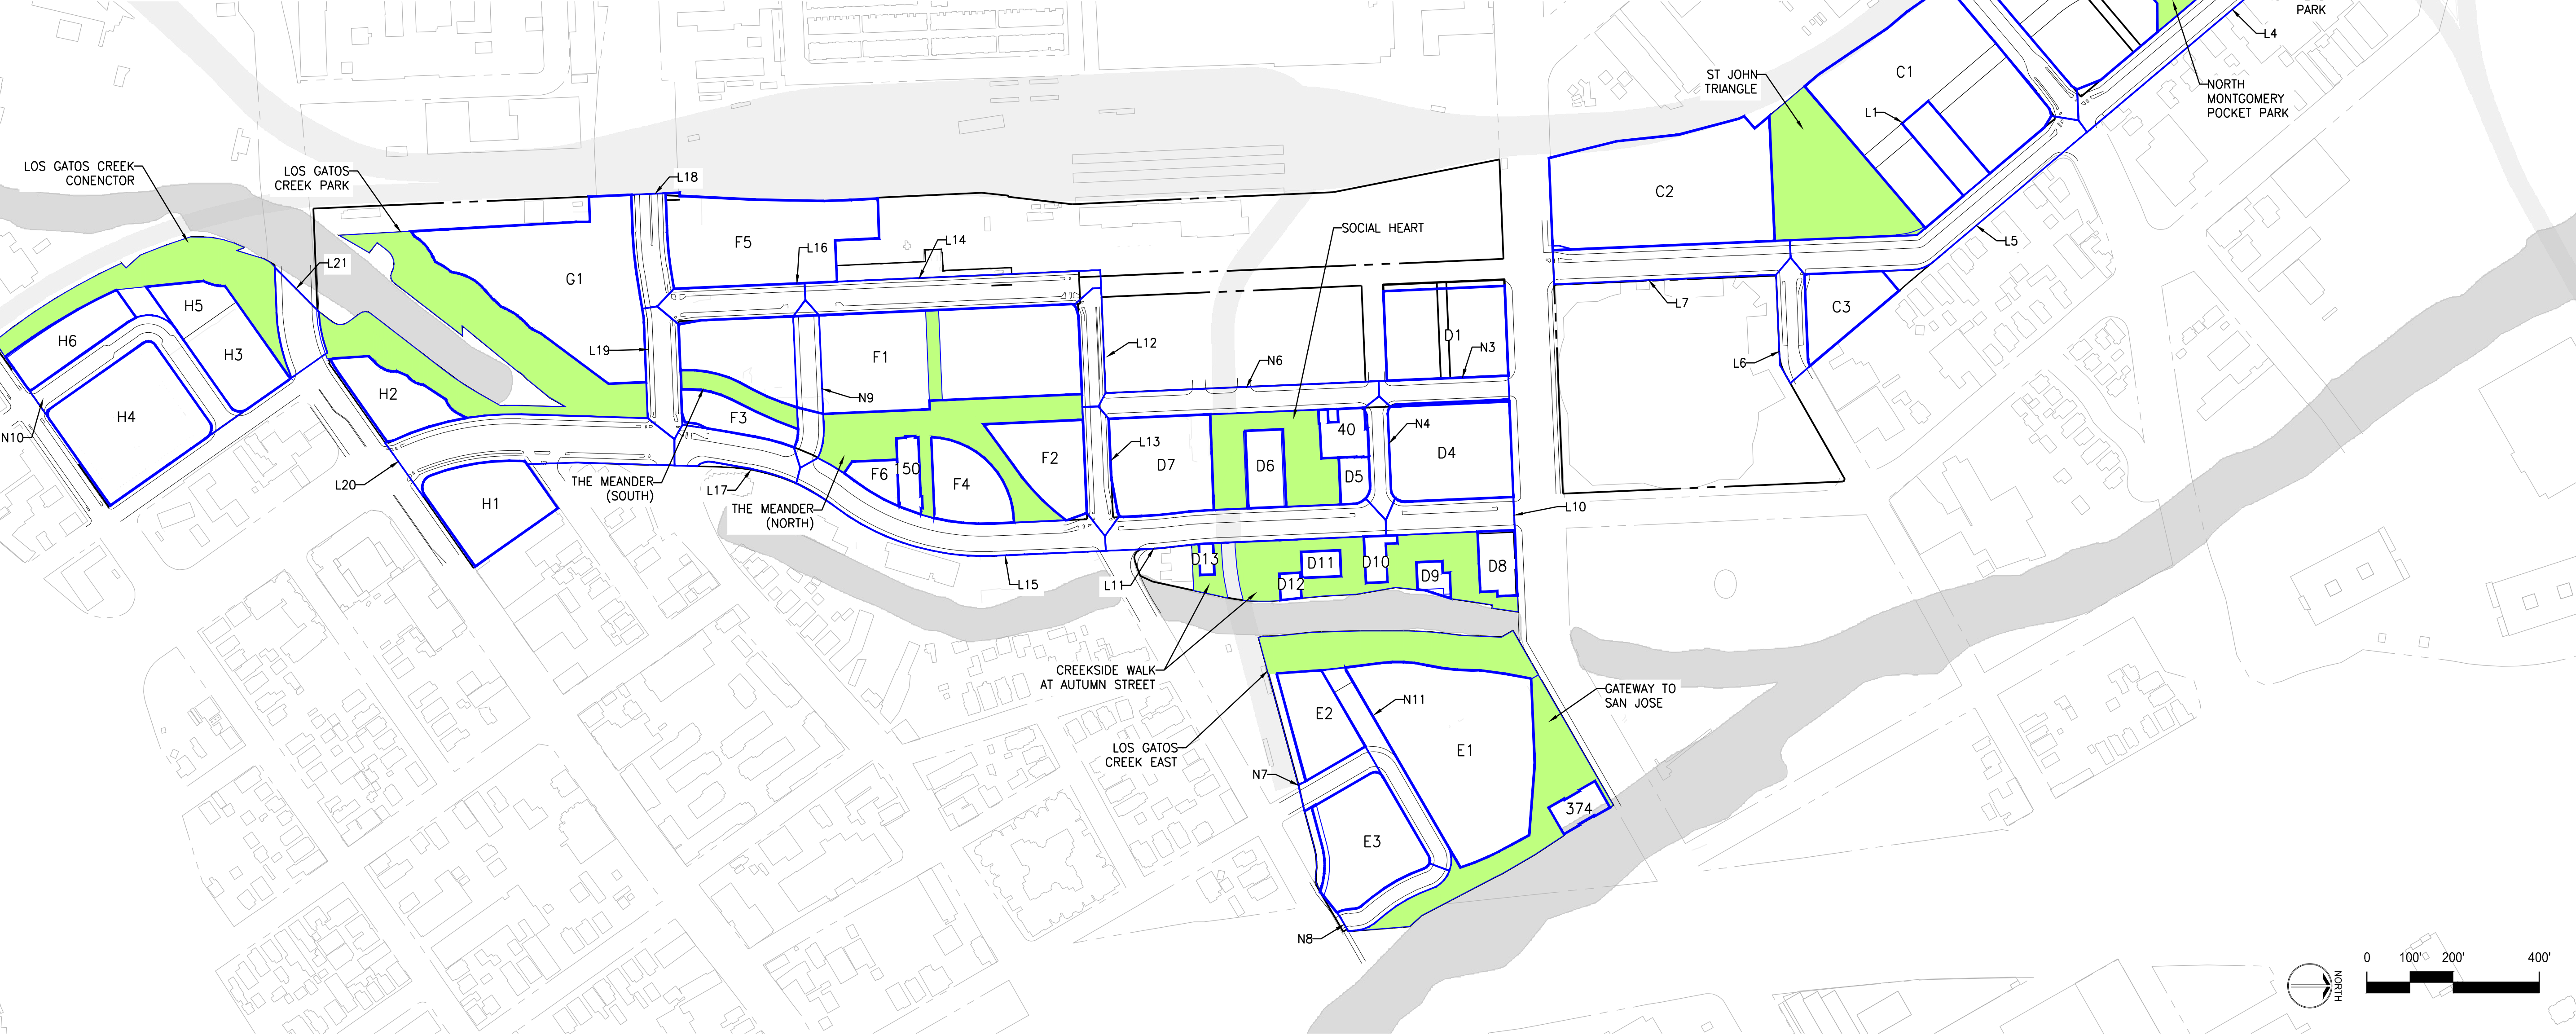 PARK
L4
NORTH
MONTGOMERY
POCKET PARK
ST JOHN
TRIANGLE
C1
L1
LOS GATOS CREEK
CONENCTOR
LOS GATOS
CREEK PARK
L18
C2
SOCIAL HEART
F5
L16
L14
L5
L21
G1
L7
C3
H5
H6
H3
L19
F1
L12
N6
D1
N3
L6
H2
N9
H4
F3
N10
40
N4
L13
D7
D6
D5
D4
F2
F6
50
F4
L20
THE MEANDER
(SOUTH)
L17
H1
THE MEANDER
(NORTH)
L10
L15
L11
D13
D12
D11
D10
D9
D8
CREEKSIDE WALK
AT AUTUMN STREET
GATEWAY TO
SAN JOSE
E2
N11
LOS GATOS
CREEK EAST
E1
N7
374
E3
N8
0 100' 200' 400'
NORTH